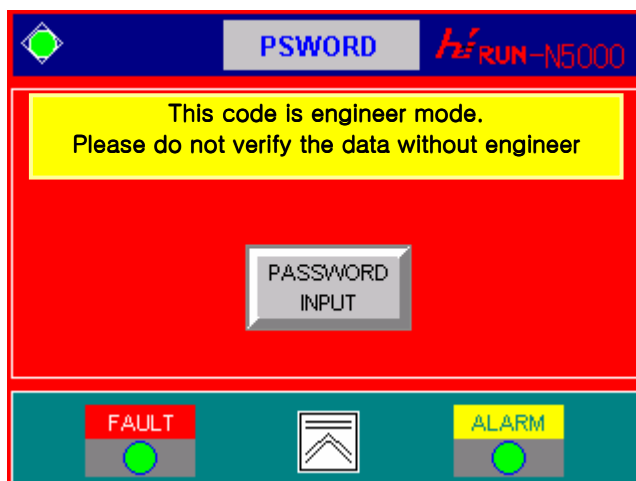 PSWORD
hi RUN-N5000
This code is engineer mode.
Please do not verify the data without engineer
PASSWORD
INPUT
FAULT
ALARM